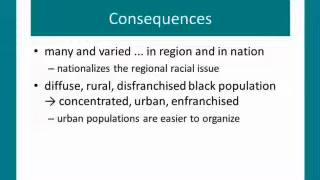 Consequences
• many and varied ... in region and in nation
– nationalizes the regional racial issue
• diffuse, rural, disfranchised black population
→ concentrated, urban, enfranchised
– urban populations are easier to organize